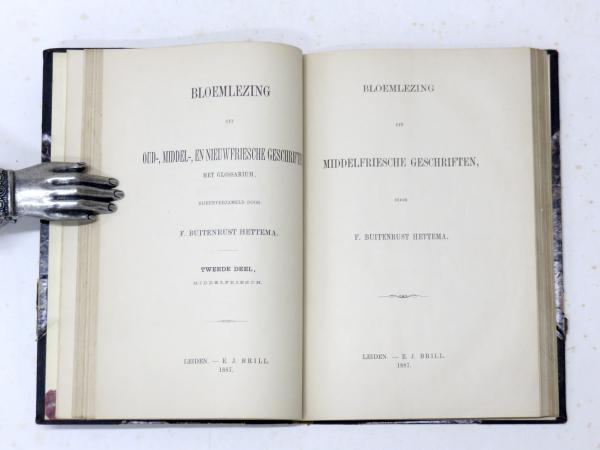 BLOEMLEZING
UIT
OUD-, MIDDEL-, EN NIEUWFRIESCHE GESCHRIFTE
MET GLOSSARIUM,
BIJEENVERZAMELD DOOR
F. BUITENRUST HETTEMA.
TWEEDE DEEL,
MIDDELFRIESCH.
LEIDEN. — E. J. BRILL.
1887.
BLOEMLEZING
UIT
MIDDELFRIESCHE GESCHRIFTEN,
DOOR
F. BUITENRUST HETTEMA.
LEIDEN. — E. J. BRILL.
1887.